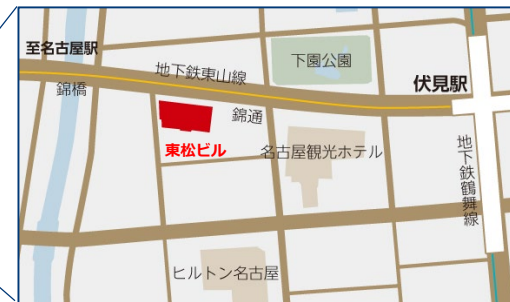 至名古屋駅
地下鉄東山線
下園公園
伏見駅
錦橋
錦通
東松ビル
名古屋観光ホテル
地下鉄鶴舞線
ヒルトン名古屋